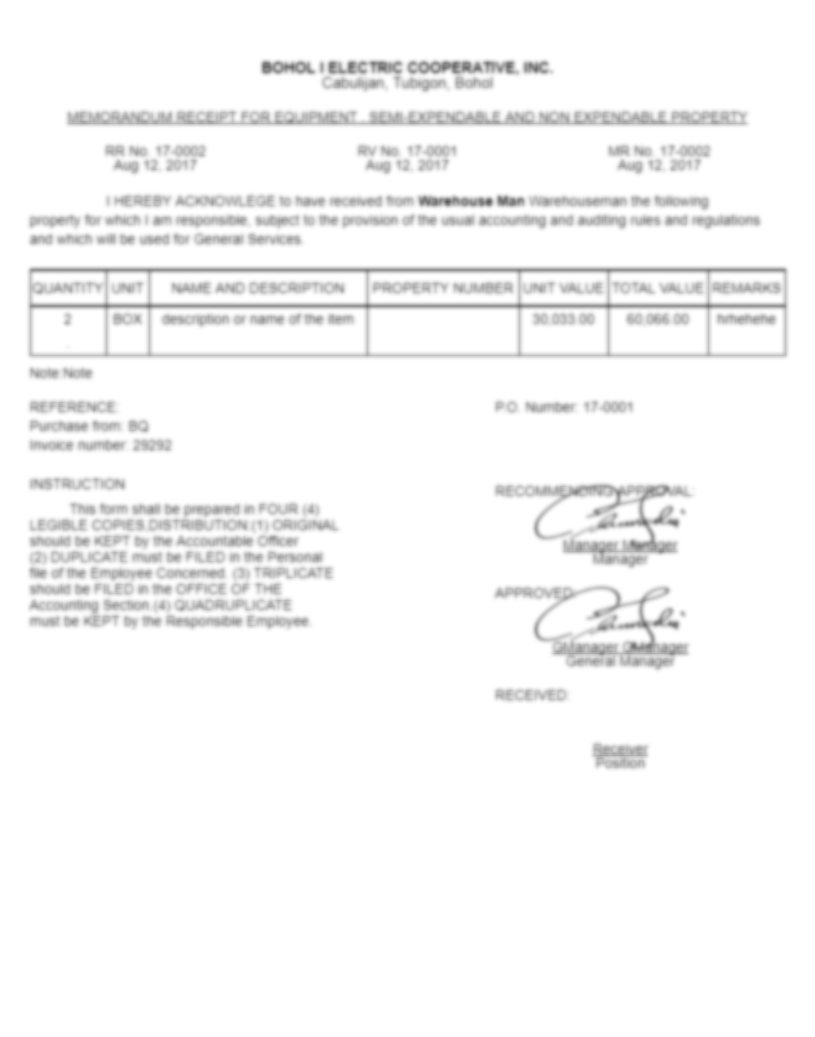 BOHOL I ELECTRIC COOPERATIVE, INC.
Cabulijan, Tubigon, Bohol
MEMORANDUM RECEIPT FOR EQUIPMENT , SEMI-EXPENDABLE AND NON EXPENDABLE PROPERTY
RR No. 17-0002 RV No. 17-0001 MR No. 17-0002
Aug 12, 2017 Aug 12, 2017 Aug 12, 2017
I HEREBY ACKNOWLEGE to have received from Warehouse Man Warehouseman the following
property for which I am responsible, subject to the provision of the usual accounting and auditing rules and regulations
and which will be used for General Services.
QUANTITY UNIT NAME AND DESCRIPTION PROPERTY NUMBER UNIT VALUE TOTAL VALUE REMARKS
2 BOX description or name of the item 30,033.00 60,066.00 hrhehehe
.
Note:Note
REFERENCE: P.O. Number: 17-0001
Purchase from: BQ
Invoice number: 29292
INSTRUCTION
This form shall be prepared in FOUR (4)
LEGIBLE COPIES,DISTRIBUTION:(1) ORIGINAL
should be KEPT by the Accountable Officer
(2) DUPLICATE must be FILED in the Personal
file of the Employee Concerned. (3) TRIPLICATE
should be FILED in the OFFICE OF THE
Accounting Section.(4) QUADRUPLICATE
must be KEPT by the Responsible Employee.
RECOMMENDING APPROVAL:
Manager Manager
Manager
APPROVED:
GManager GManager
General Manager
RECEIVED:
Receiver
Position